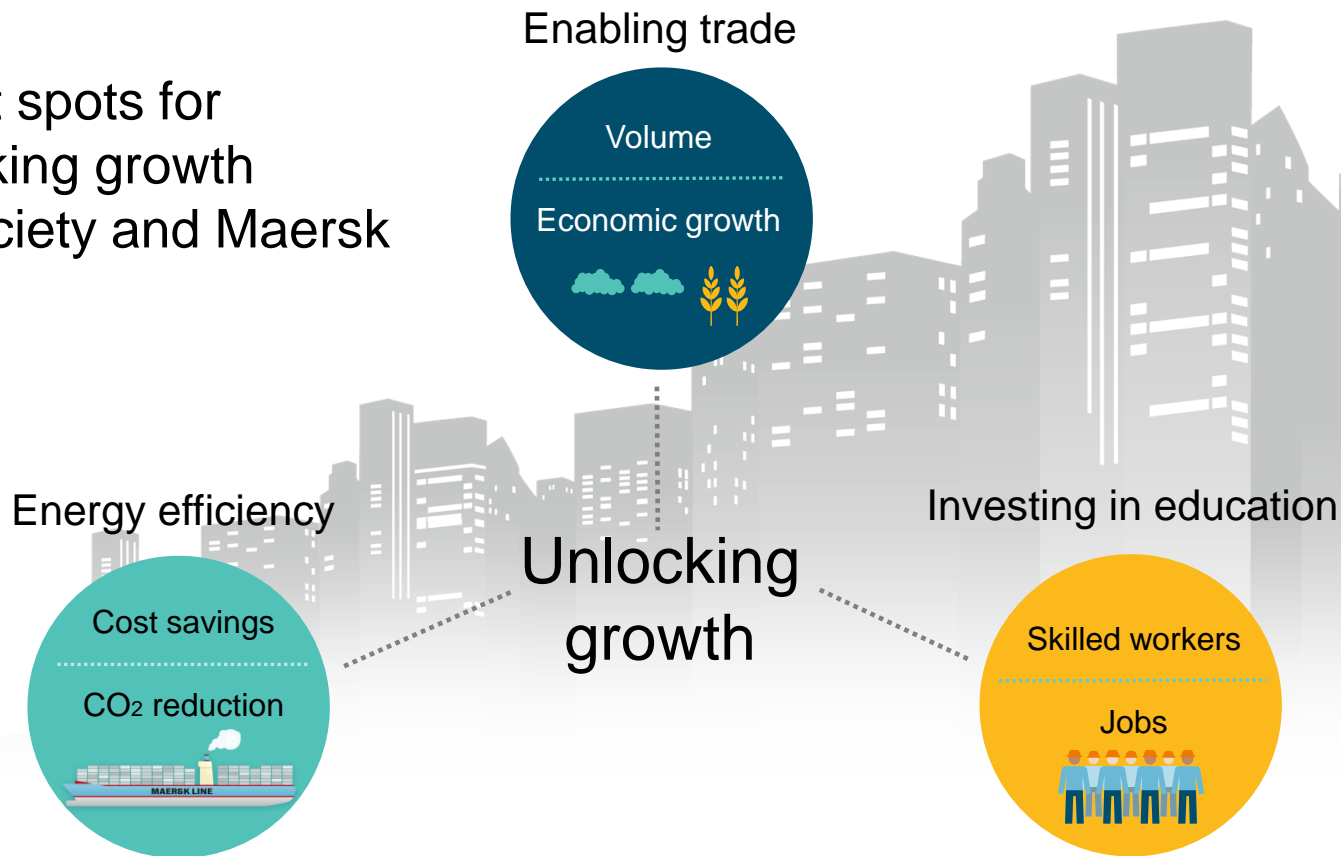 Enabling trade
t spots for
king growth
ciety and Maersk
Volume
Economic growth
Energy efficiency
Cost savings
CO2 reduction
MAERSK LINE
Unlocking
growth
Investing in education
Skilled workers
Jobs